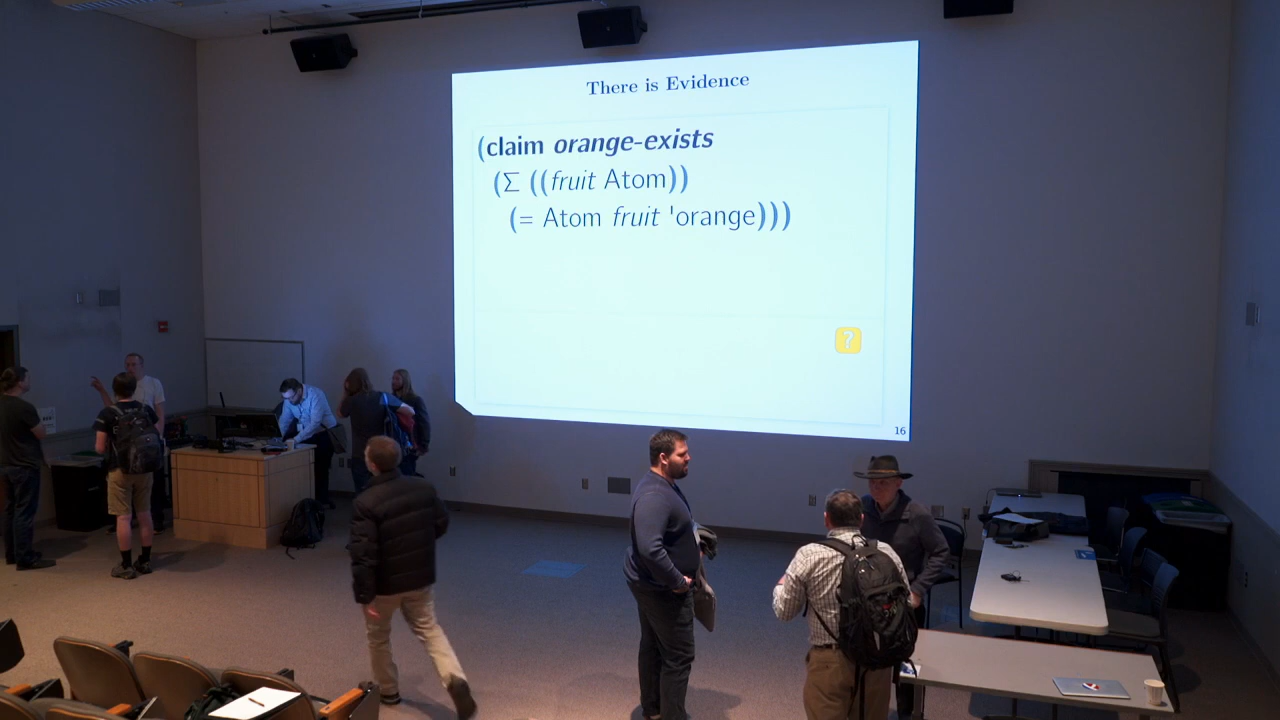 There is Evidence
(claim orange-exists
(Σ ((fruit Atom))
(= Atom fruit 'orange)))
?
16